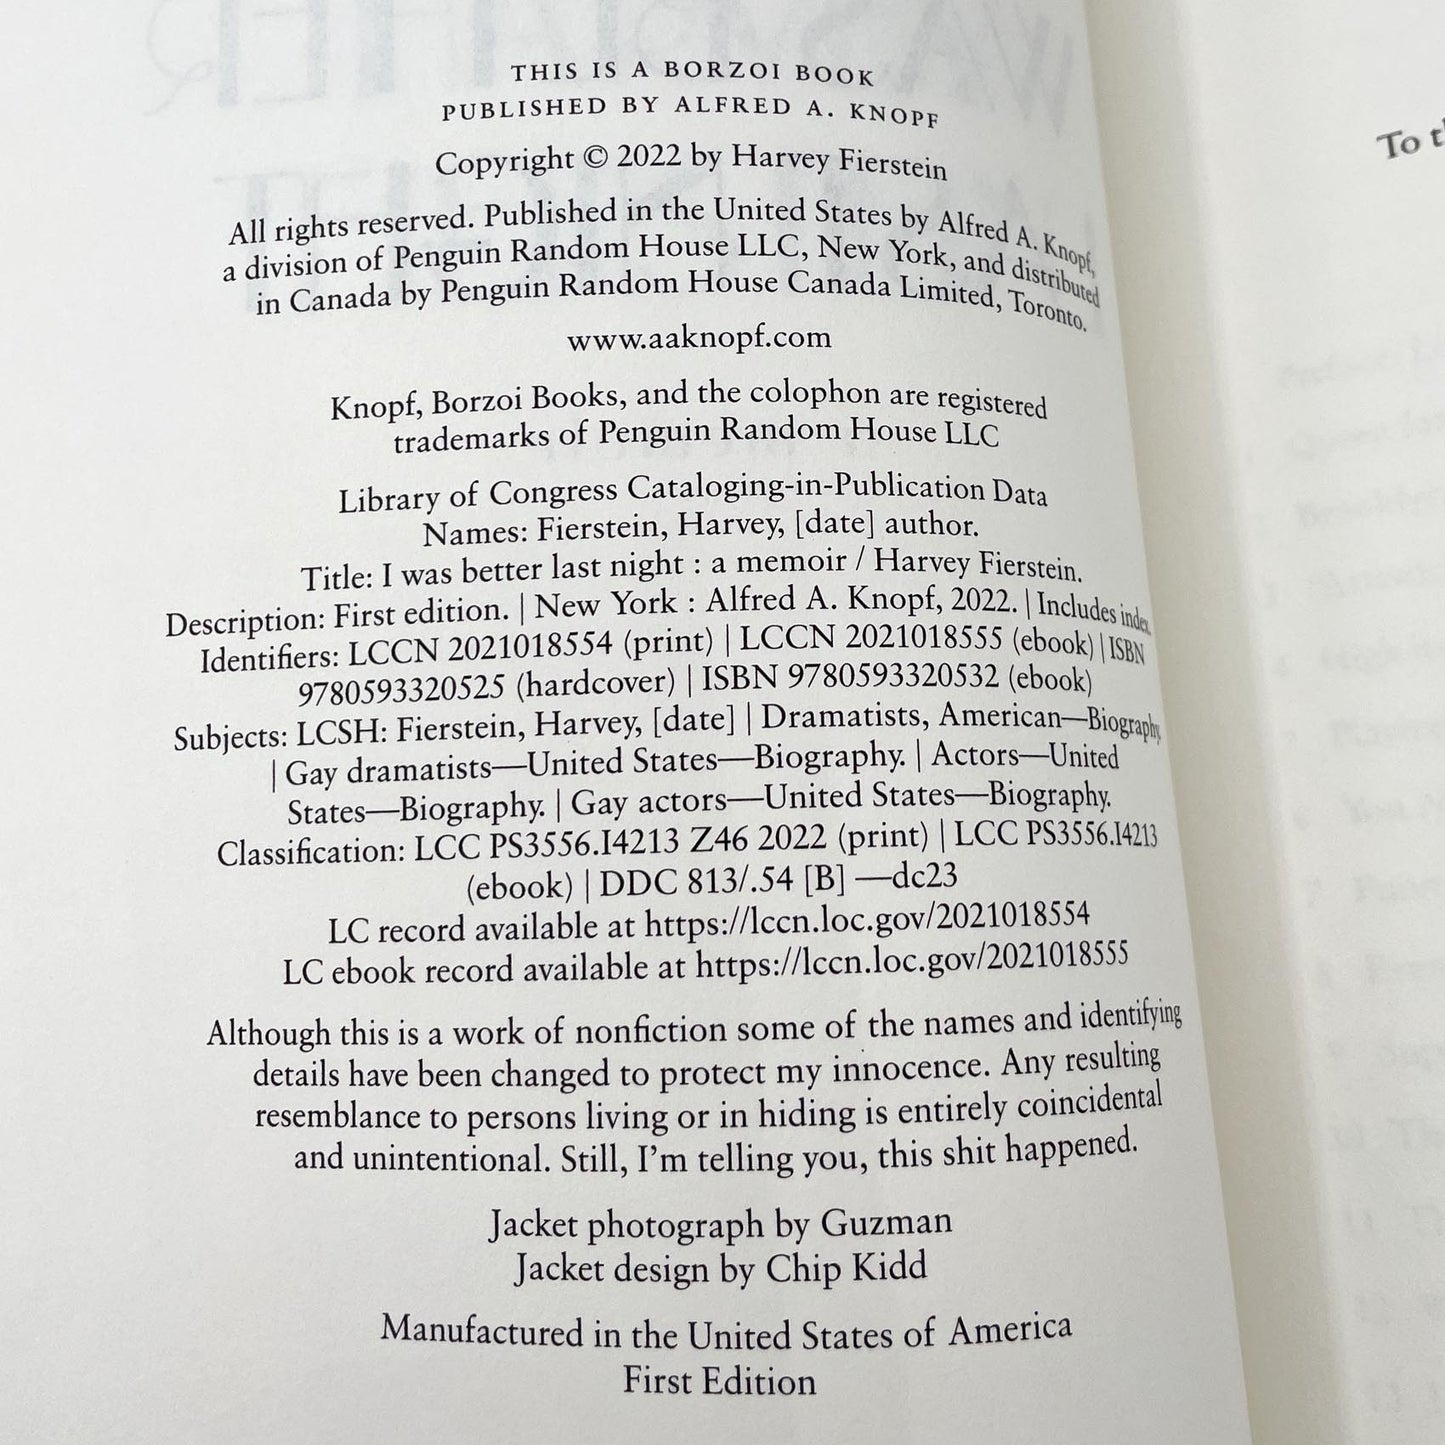 THIS IS A BORZOI BOOK
PUBLISHED BY ALFRED A. KNOPF
Copyright © 2022 by Harvey Fierstein
All rights reserved. Published in the United States by Alfred A. Knopf,
a division of Penguin Random House LLC, New York, and distributed
in Canada by Penguin Random House Canada Limited, Toronto.
www.aaknopf.com
Knopf, Borzoi Books, and the colophon are registered
trademarks of Penguin Random House LLC
Library of Congress Cataloging-in-Publication Data
Names: Fierstein, Harvey, [date] author.
Title: I was better last night : a memoir / Harvey Fierstein.
Description: First edition. | New York : Alfred A. Knopf, 2022. | Includes index.
Identifiers: LCCN 2021018554 (print) | LCCN 2021018555 (ebook) | ISBN
9780593320525 (hardcover) | ISBN 9780593320532 (ebook)
Subjects: LCSH: Fierstein, Harvey, [date] | Dramatists, American—Biography.
| Gay dramatists—United States—Biography. | Actors—United
States—Biography. | Gay actors—United States—Biography.
Classification: LCC PS3556.I4213 Z46 2022 (print) | LCC PS3556.I4213
(ebook) | DDC 813/.54 [B] —dc23
LC record available at https://lccn.loc.gov/2021018554
LC ebook record available at https://lccn.loc.gov/2021018555
Although this is a work of nonfiction some of the names and identifying
details have been changed to protect my innocence. Any resulting
resemblance to persons living or in hiding is entirely coincidental
and unintentional. Still, I'm telling you, this shit happened.
Jacket photograph by Guzman
Jacket design by Chip Kidd
Manufactured in the United States of America
First Edition
To